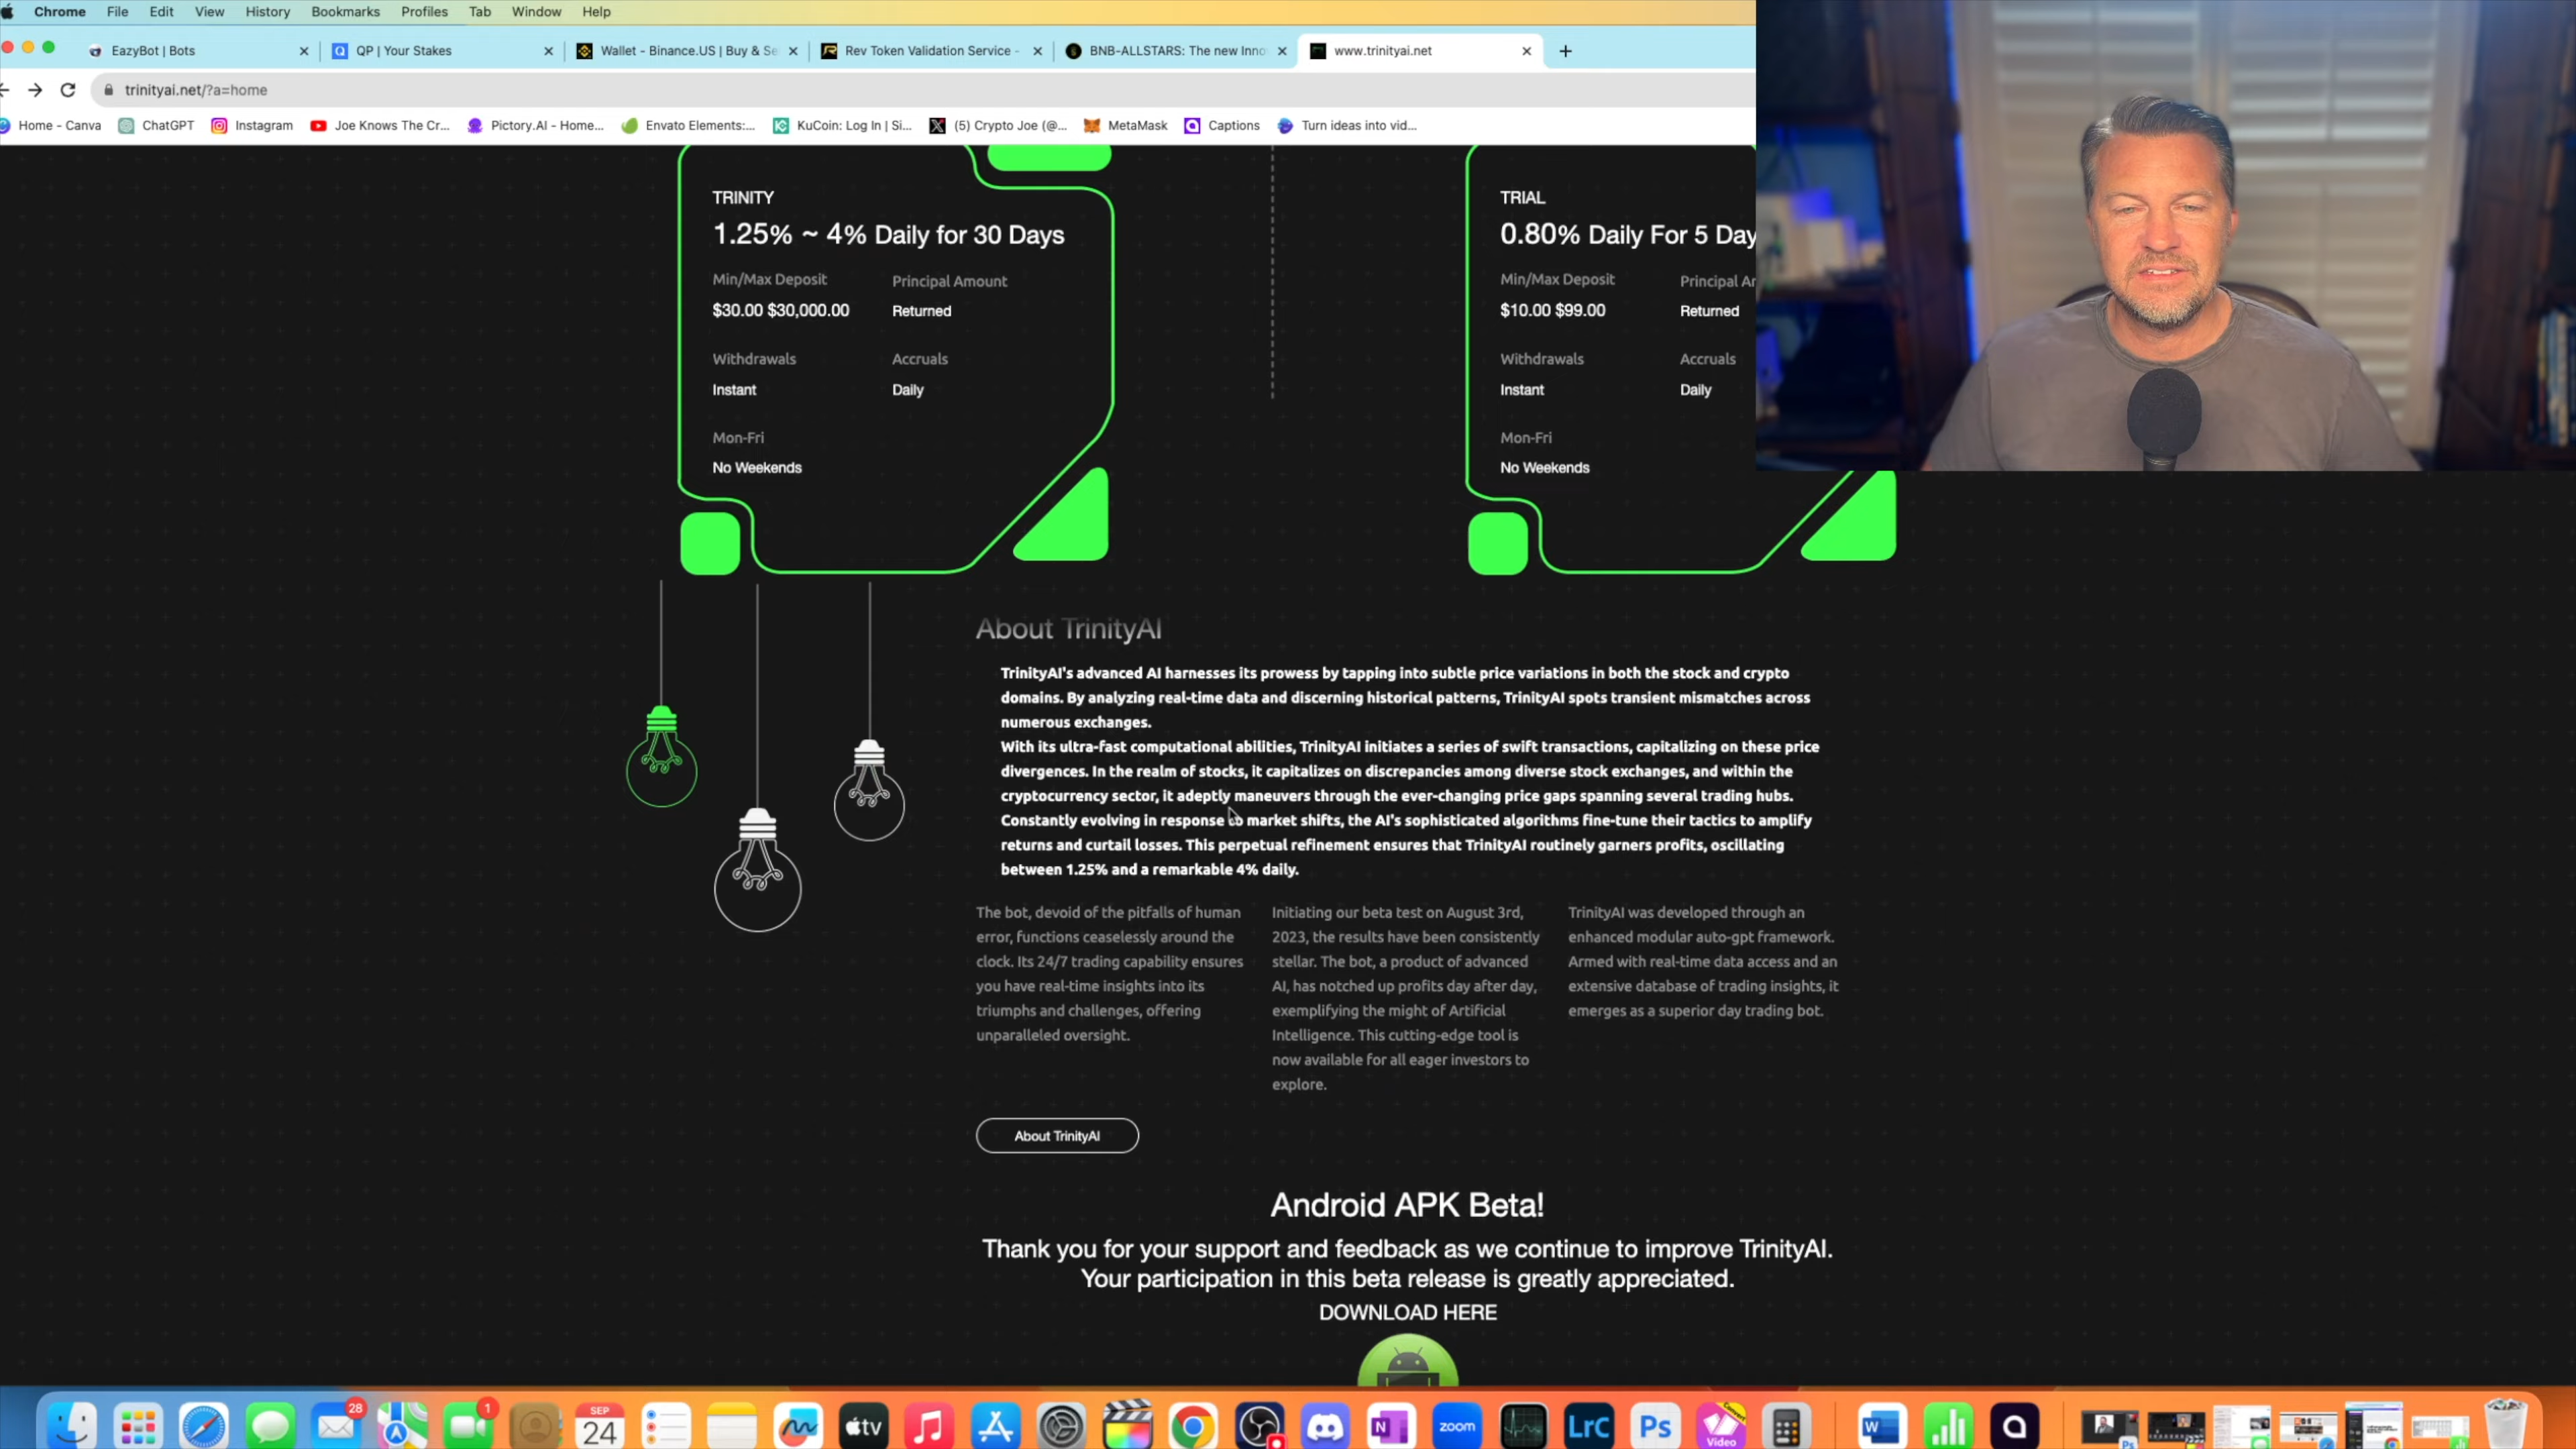 Chrome File Edit View History Bookmarks Profiles Tab Window Help
EazyBot | Bots
QP | Your Stakes
Wallet - Binance.US | Buy & Se
Rev Token Validation Service -
BNB-ALLSTARS: The new Inno
www.trinityai.net
trinityai.net/?a=home
Home - Canva ChatGPT Instagram Joe Knows The Cr... Pictory.AI - Home... Envato Elements:... KuCoin: Log In | Si... (5) Crypto Joe (@... MetaMask Captions Turn ideas into vid...
TRINITY
1.25% ~ 4% Daily for 30 Days
Min/Max Deposit Principal Amount
$30.00 $30,000.00 Returned
Withdrawals Accruals
Instant Daily
Mon-Fri
No Weekends
TRIAL
0.80% Daily For 5 Day
Min/Max Deposit Principal Ar
$10.00 $99.00 Returned
Withdrawals Accruals
Instant Daily
Mon-Fri
No Weekends
About TrinityAI
TrinityAI's advanced AI harnesses its prowess by tapping into subtle price variations in both the stock and crypto
domains. By analyzing real-time data and discerning historical patterns, TrinityAI spots transient mismatches across
numerous exchanges.
With its ultra-fast computational abilities, TrinityAI initiates a series of swift transactions, capitalizing on these price
divergences. In the realm of stocks, it capitalizes on discrepancies among diverse stock exchanges, and within the
cryptocurrency sector, it adeptly maneuvers through the ever-changing price gaps spanning several trading hubs.
Constantly evolving in response to market shifts, the AI's sophisticated algorithms fine-tune their tactics to amplify
returns and curtail losses. This perpetual refinement ensures that TrinityAI routinely garners profits, oscillating
between 1.25% and a remarkable 4% daily.
The bot, devoid of the pitfalls of human
error, functions ceaselessly around the
clock. Its 24/7 trading capability ensures
you have real-time insights into its
triumphs and challenges, offering
unparalleled oversight.
Initiating our beta test on August 3rd,
2023, the results have been consistently
stellar. The bot, a product of advanced
AI, has notched up profits day after day,
exemplifying the might of Artificial
Intelligence. This cutting-edge tool is
now available for all eager investors to
explore.
TrinityAI was developed through an
enhanced modular auto-gpt framework.
Armed with real-time data access and an
extensive database of trading insights, it
emerges as a superior day trading bot.
About TrinityAI
Android APK Beta!
Thank you for your support and feedback as we continue to improve TrinityAI.
Your participation in this beta release is greatly appreciated.
DOWNLOAD HERE
28
1
SEP
24
tv
N
zoom
LrC
Ps
Video
W